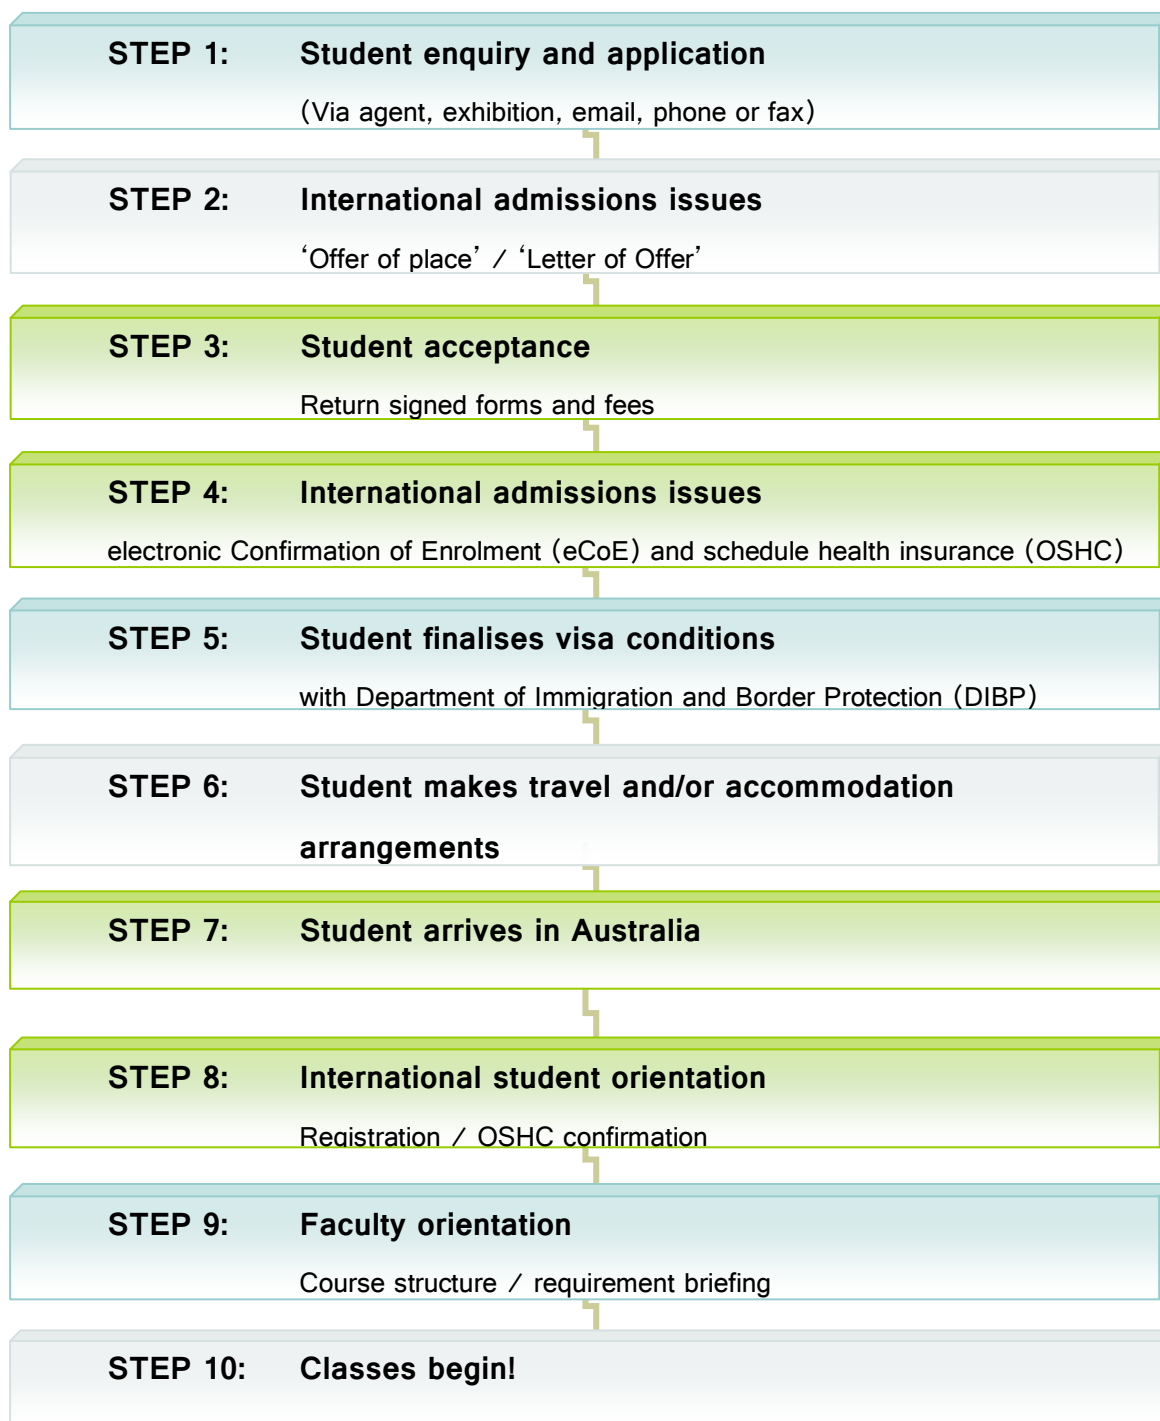 STEP 1: Student enquiry and application
(Via agent, exhibition, email, phone or fax)
STEP 2: International admissions issues
‘Offer of place’ / ‘Letter of Offer’
STEP 3: Student acceptance
Return signed forms and fees
STEP 4: International admissions issues
electronic Confirmation of Enrolment (eCoE) and schedule health insurance (OSHC)
STEP 5: Student finalises visa conditions
with Department of Immigration and Border Protection (DIBP)
STEP 6: Student makes travel and/or accommodation
arrangements
STEP 7: Student arrives in Australia
STEP 8: International student orientation
Registration / OSHC confirmation
STEP 9: Faculty orientation
Course structure / requirement briefing
STEP 10: Classes begin!